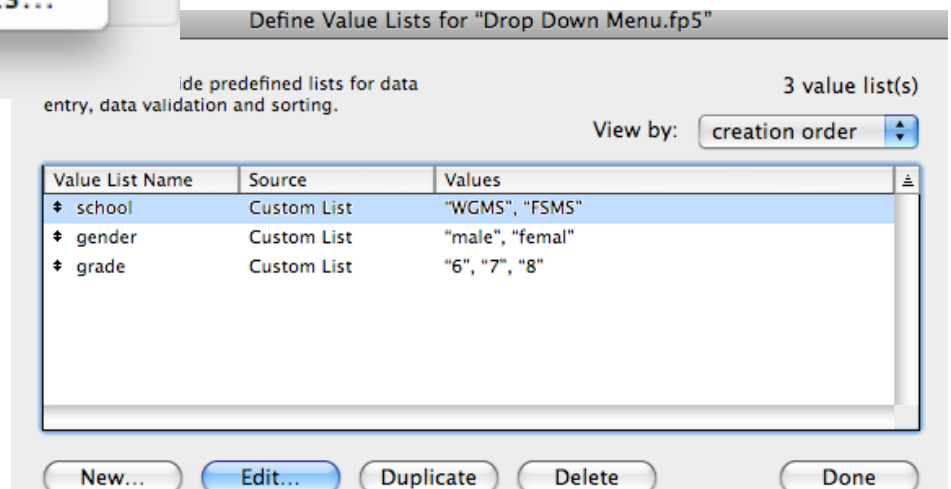 Define Value Lists for “Drop Down Menu.fp5”
ide predefined lists for data
entry, data validation and sorting.
3 value list(s)
View by: creation order
Value List Name Source Values
school Custom List “WGMS”, “FSMS”
gender Custom List “male”, “femal”
grade Custom List “6”, “7”, “8”
New... Edit... Duplicate Delete Done